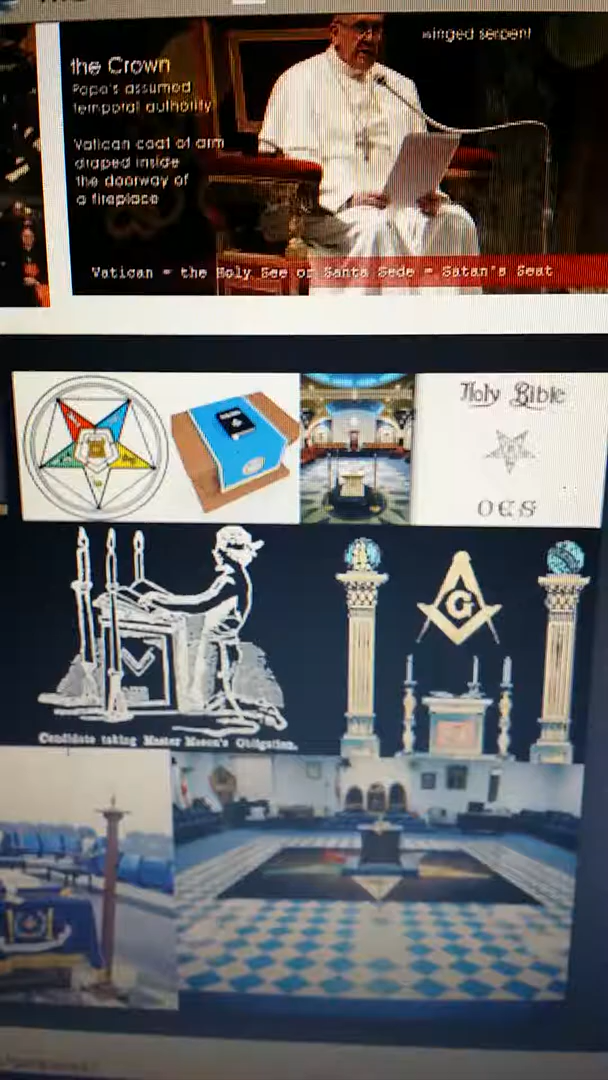 winged serpent
the Crown
Pope's assumed
temporal authority
Vatican coat of arm
draped inside
the doorway of
a fireplace
Vatican = the Holy See or Santa Sede = Satan's Seat
Holy Bible
OES
G
Candidate taking Master Mason's Obligation.